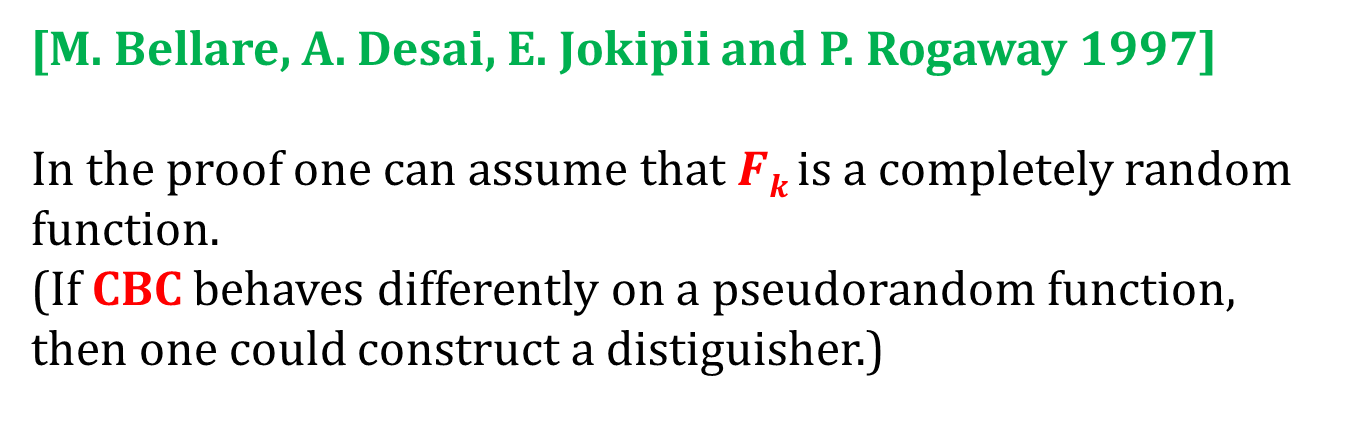 [M. Bellare, A. Desai, E. Jokipii and P. Rogaway 1997]
In the proof one can assume that Fₖ is a completely random
function.
(If CBC behaves differently on a pseudorandom function,
then one could construct a distiguisher.)